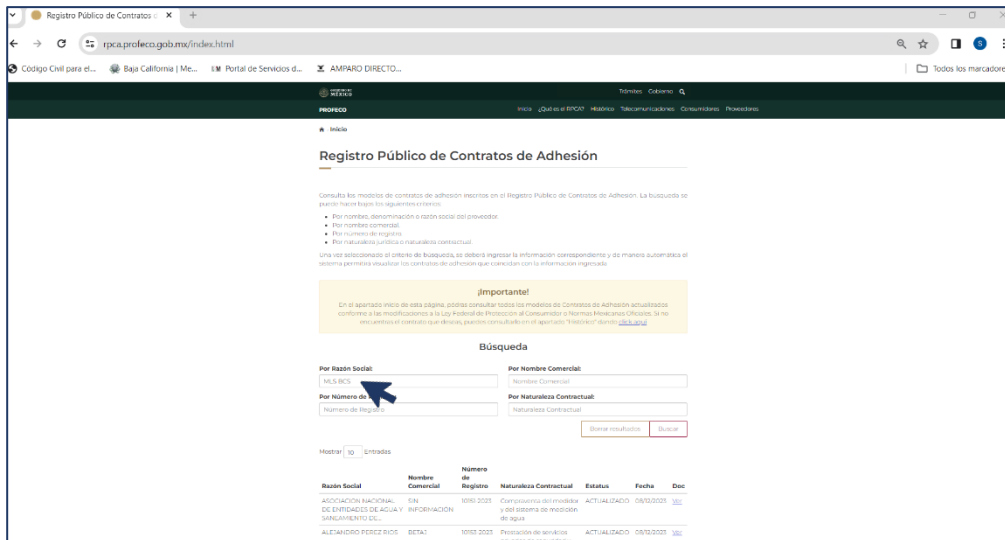 Registro Público de Contratos d
rpca.profeco.gob.mx/index.html
Código Civil para el...
Baja California | Me...
Portal de Servicios d...
AMPARO DIRECTO...
Todos los marcadore
GOBIERNO DE MÉXICO
Trámites Gobierno
PROFECO
Inicio ¿Qué es el RPCA? Histórico Telecomunicaciones Consumidores Proveedores
Inicio
Registro Público de Contratos de Adhesión
Consulta los modelos de contratos de adhesión inscritos en el Registro Público de Contratos de Adhesión. La busqueda se
puede hacer bajos los siguientes criterios:
Por nombre, denominación o razón social del proveedor.
Por nombre comercial.
Por número de registro.
Por naturaleza jurídica o naturaleza contractual.
Una vez seleccionado el criterio de búsqueda, se deberá ingresar la información correspondiente y de manera automática el
sistema permitirá visualizar los contratos de adhesión que coincidan con la información ingresada.
¡Importante!
En el apartado inicio de esta página, podrás consultar todos los modelos de Contratos de Adhesión actualizados
conforme a las modificaciones a la Ley Federal de Protección al Consumidor o Normas Mexicanas Oficiales. Si no
encuentras el contrato que deseas, puedes consultarlo en el apartado "Histórico" dando click aquí
Búsqueda
Por Razón Social: Por Nombre Comercial:
MLS BCS Nombre Comercial
Por Número de Por Naturaleza Contractual:
Número de Registro Naturaleza Contractual
Borrar resultados Buscar
Mostrar 10 Entradas
Razón Social Nombre Comercial Número de Registro Naturaleza Contractual Estatus Fecha Doc
ASOCIACION NACIONAL SIN 10151-2023 Compraventa del medidor ACTUALIZADO 08/12/2023 Ver
DE ENTIDADES DE AGUA Y INFORMACIÓN y del sistema de medición
SANEAMIENTO DE... de agua
ALEJANDRO PEREZ RIOS 10163-2023 Prestación de servicios ACTUALIZADO 08/12/2023 Ver